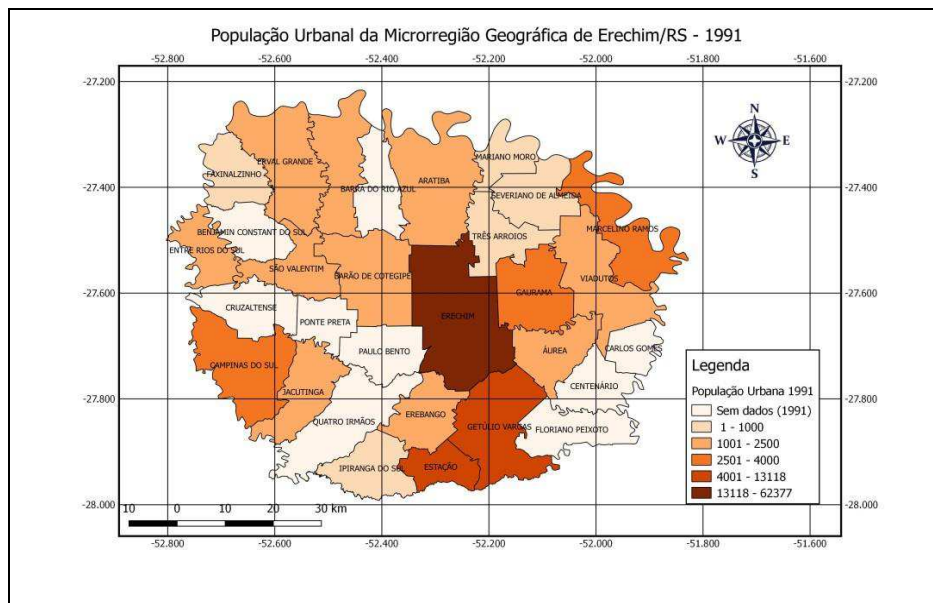 População Urbanal da Microrregião Geográfica de Erechim/RS - 1991
-52.800 -52.600 -52.400 -52.200 -52.000 -51.800 -51.600
-27.200 -27.200
N
W E
S
MARIANO MORO
ERVAL GRANDE
FAXINALZINHO
ARATIBA
-27.400 -27.400
BARRA DO RIO AZUL
SEVERIANO DE ALMEIDA
BENJAMIN CONSTANT DO SUL
MARCELINO RAMOS
TRÊS ARROIOS
ENTRE RIOS DO SUL
SÃO VALENTIM
BARÃO DE COTEGIPE
VIADUTOS
-27.600 -27.600
GAURAMA
CRUZALTENSE
PONTE PRETA
ERECHIM
PAULO BENTO
ÁUREA
CARLOS GOMES
CAMPINAS DO SUL
CENTENÁRIO
JACUTINGA
-27.800 -27.800
QUATRO IRMÃOS
EREBANGO
GETÚLIO VARGAS
FLORIANO PEIXOTO
IPIRANGA DO SUL
ESTAÇÃO
Legenda
População Urbana 1991
Sem dados (1991)
1 - 1000
1001 - 2500
2501 - 4000
4001 - 13118
13118 - 62377
-28.000 -28.000
10 0 10 20 30 km
-52.800 -52.600 -52.400 -52.200 -52.000 -51.800 -51.600